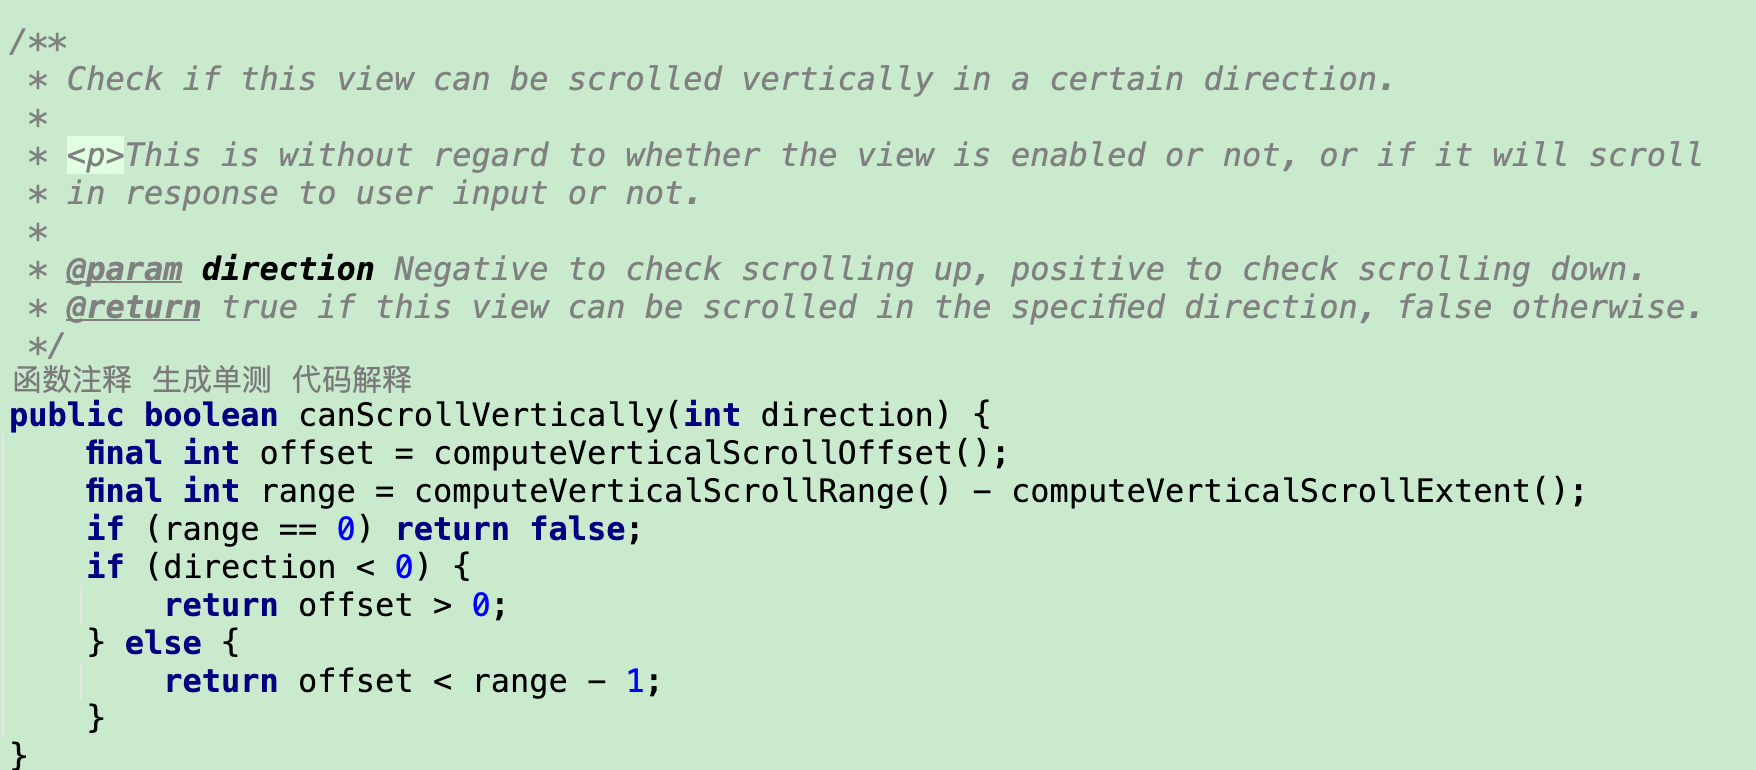 /**
 * Check if this view can be scrolled vertically in a certain direction.
 *
 * <p>This is without regard to whether the view is enabled or not, or if it will scroll
 * in response to user input or not.
 *
 * @param direction Negative to check scrolling up, positive to check scrolling down.
 * @return true if this view can be scrolled in the specified direction, false otherwise.
 */
函数注释 生成单测 代码解释
public boolean canScrollVertically(int direction) {
    final int offset = computeVerticalScrollOffset();
    final int range = computeVerticalScrollRange() - computeVerticalScrollExtent();
    if (range == 0) return false;
    if (direction < 0) {
        return offset > 0;
    } else {
        return offset < range - 1;
    }
}